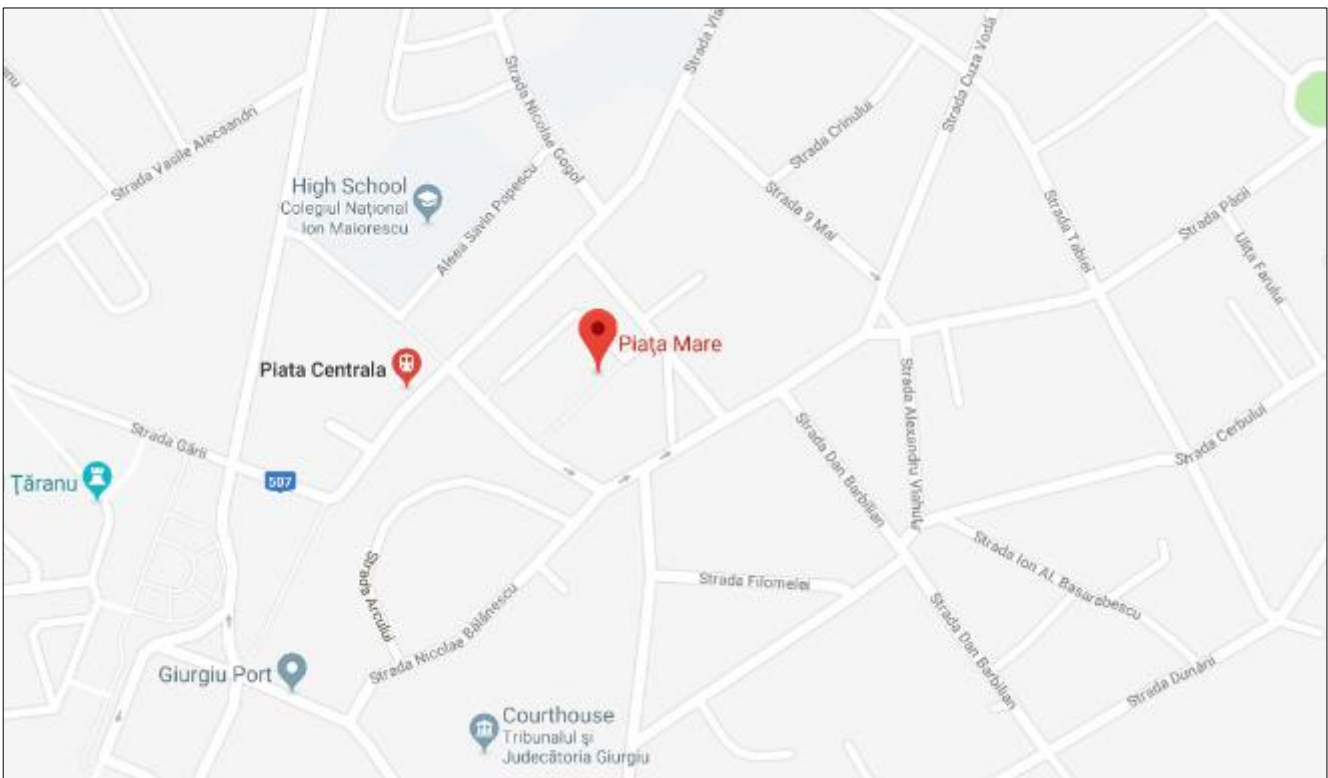 Strada Cuza Vodă
Strada Vasile Alecsandri
Strada Nicolae Gogol
Strada Crinului
High School
Colegiul Național
Ion Maiorescu
Aleea Savin Popescu
Strada 9 Mai
Strada Tabiei
Strada Păcii
Ulița Farului
Piața Mare
Piata Centrala
Strada Gării
507
Țăranu
Strada Dan Barbilian
Strada Alexandru Vlahuță
Strada Cerbului
Strada Arcului
Strada Filomelei
Strada Ion Al. Basarabescu
Strada Nicolae Bălănescu
Strada Dan Barbilian
Giurgiu Port
Strada Dunării
Courthouse
Tribunalul și
Judecătoria Giurgiu